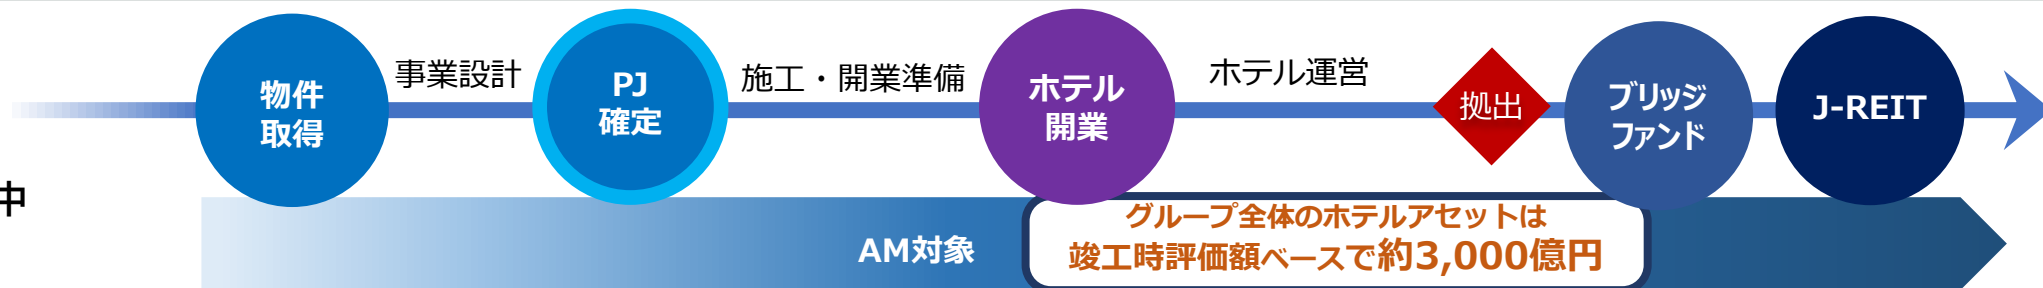 物件
取得
事業設計
PJ
確定
施工・開業準備
ホテル
開業
ホテル運営
拠出
ブリッジ
ファンド
J-REIT
中
AM対象
グループ全体のホテルアセットは
竣工時評価額ベースで約3,000億円